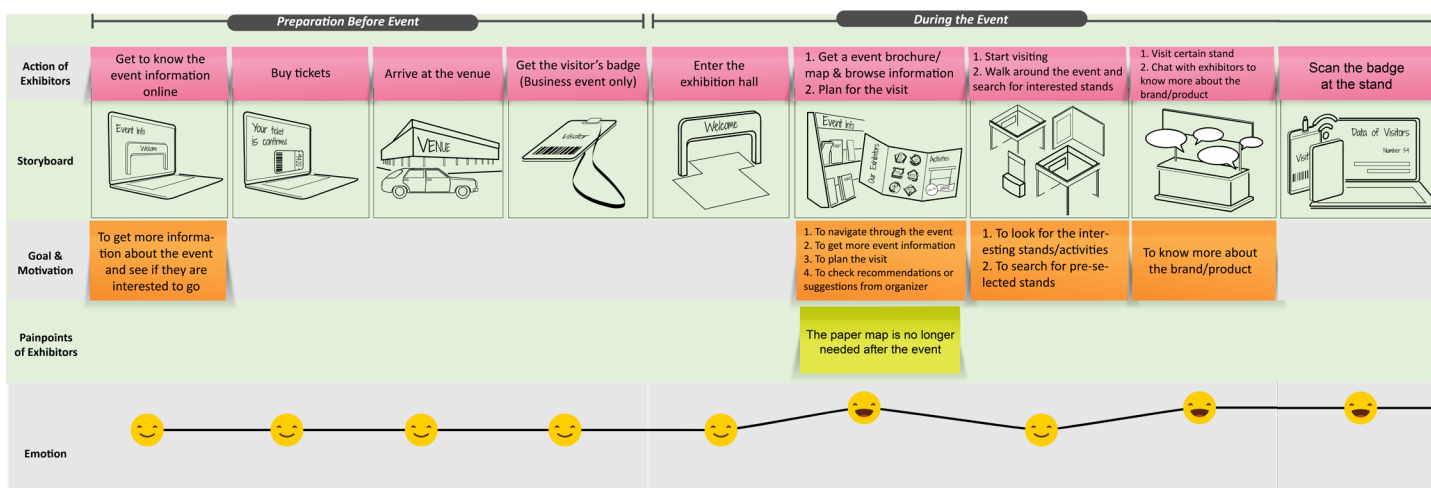 Preparation Before Event
During the Event
Action of
Exhibitors
Get to know the
event information
online
Buy tickets
Arrive at the venue
Get the visitor's badge
(Business event only)
Enter the
exhibition hall
1. Get a event brochure/
map & browse information
2. Plan for the visit
1. Start visiting
2. Walk around the event and
search for interested stands
1. Visit certain stand
2. Chat with exhibitors to
know more about the
brand/product
Scan the badge
at the stand
Storyboard
Event Info
Welcome
Your ticket
is confirmed
VENUE
Visitor
Welcome
Event Info
Our Exhibitors
Activities
GAME
Visit
Data of Visitors
Number 54
Goal &
Motivation
To get more informa-
tion about the event
and see if they are
interested to go
1. To navigate through the event
2. To get more event information
3. To plan the visit
4. To check recommendations or
suggestions from organizer
1. To look for the inter-
esting stands/activities
2. To search for pre-se-
lected stands
To know more about
the brand/product
Painpoints
of Exhibitors
The paper map is no longer
needed after the event
Emotion